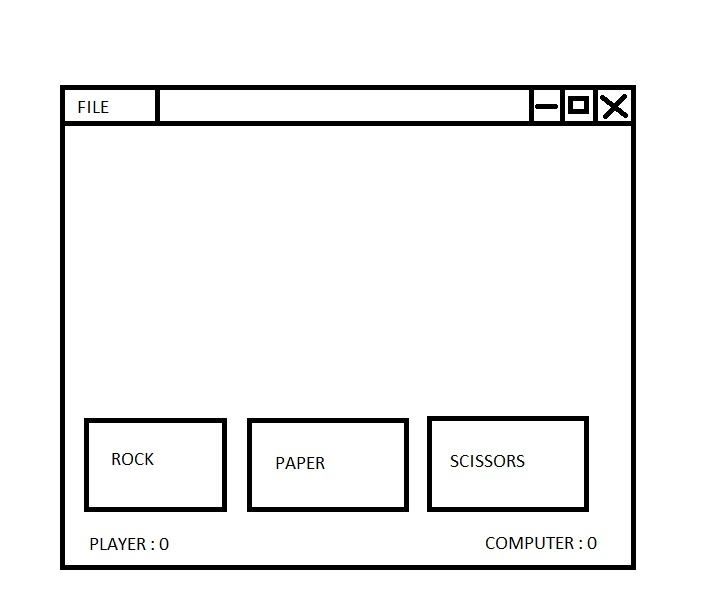 FILE
ROCK
PAPER
SCISSORS
PLAYER : 0
COMPUTER : 0